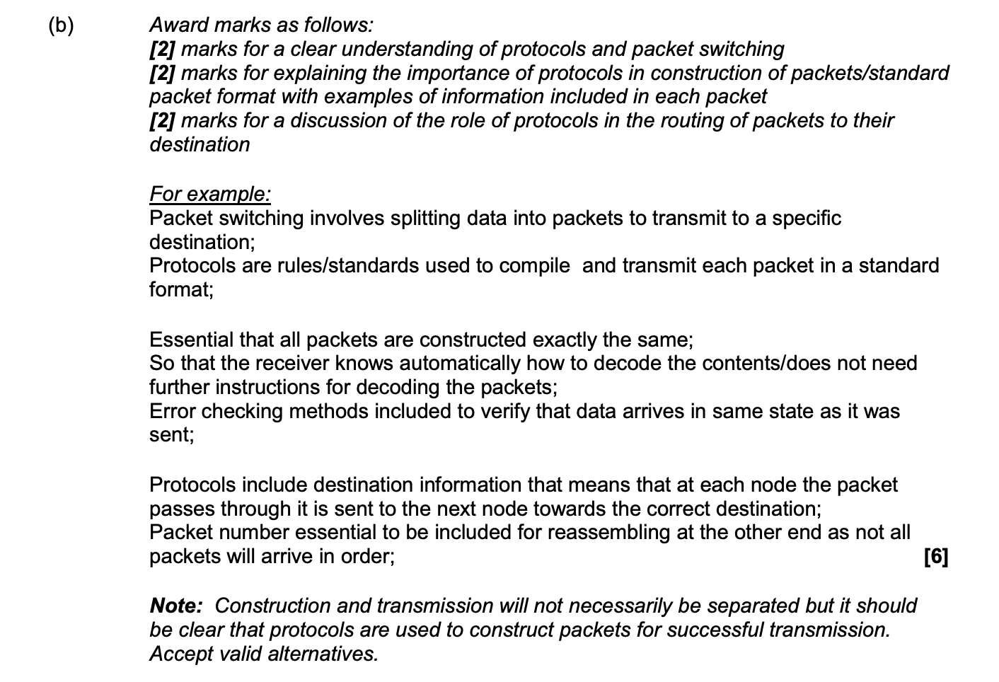 (b) Award marks as follows:
[2] marks for a clear understanding of protocols and packet switching
[2] marks for explaining the importance of protocols in construction of packets/standard
packet format with examples of information included in each packet
[2] marks for a discussion of the role of protocols in the routing of packets to their
destination
For example:
Packet switching involves splitting data into packets to transmit to a specific
destination;
Protocols are rules/standards used to compile  and transmit each packet in a standard
format;
Essential that all packets are constructed exactly the same;
So that the receiver knows automatically how to decode the contents/does not need
further instructions for decoding the packets;
Error checking methods included to verify that data arrives in same state as it was
sent;
Protocols include destination information that means that at each node the packet
passes through it is sent to the next node towards the correct destination;
Packet number essential to be included for reassembling at the other end as not all
packets will arrive in order; [6]
Note:  Construction and transmission will not necessarily be separated but it should
be clear that protocols are used to construct packets for successful transmission.
Accept valid alternatives.